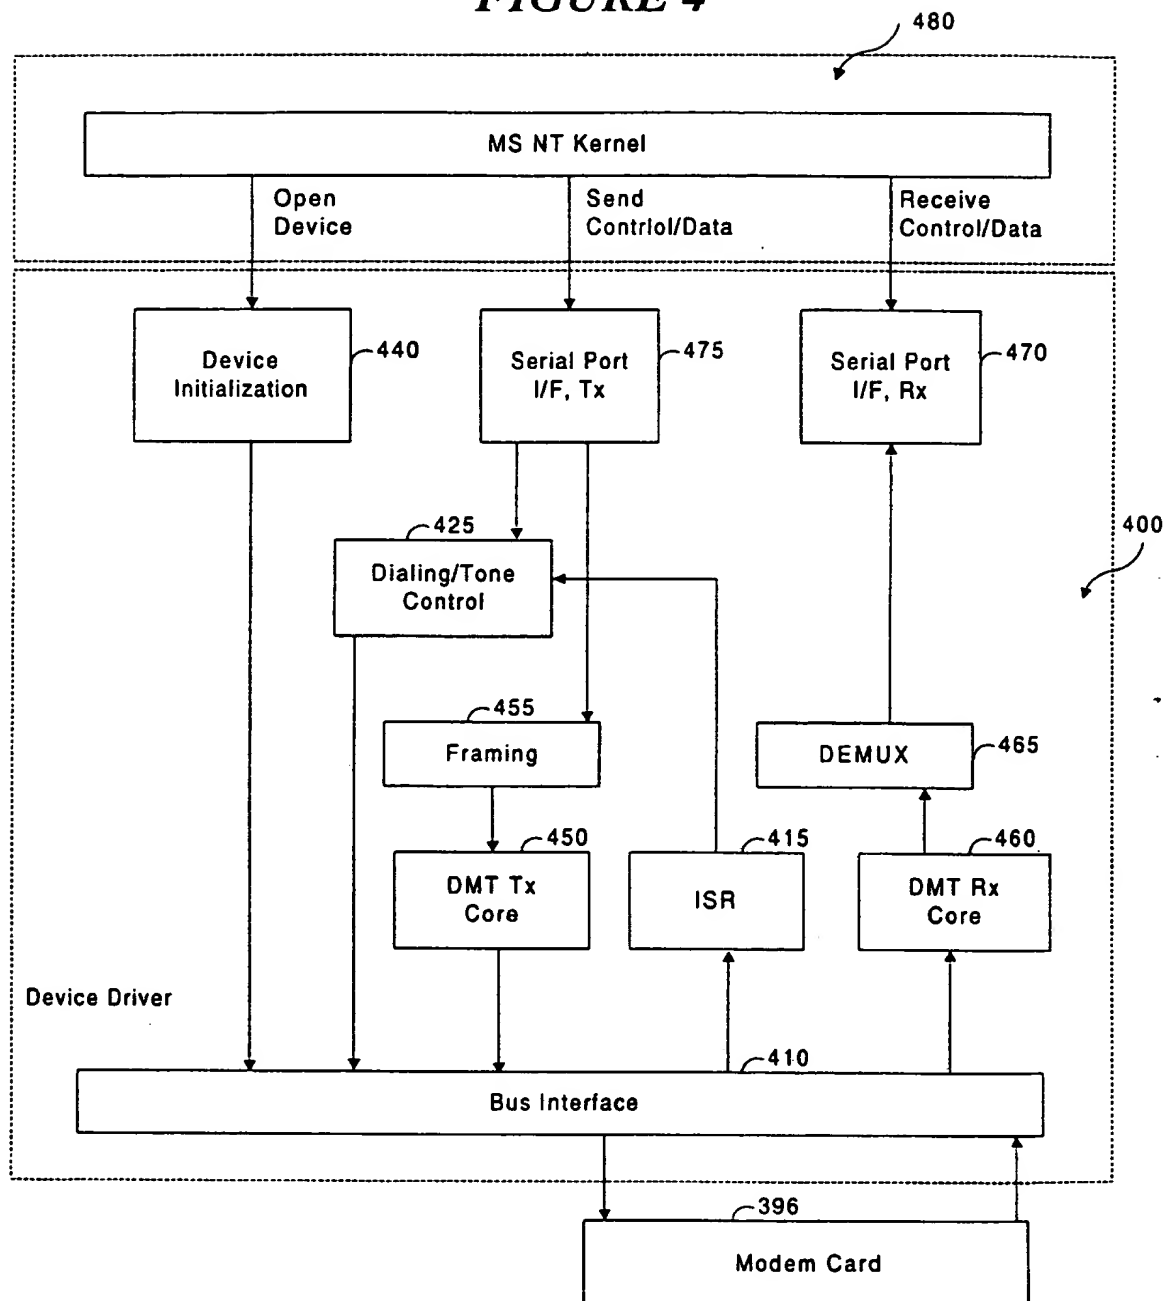 FIGURE 4
480
MS NT Kernel
Open
Device
Send
Contrlol/Data
Receive
Control/Data
Device
Initialization
440
Serial Port
I/F, Tx
475
Serial Port
I/F, Rx
470
425
Dialing/Tone
Control
400
455
Framing
DEMUX
465
450
DMT Tx
Core
415
ISR
460
DMT Rx
Core
Device Driver
410
Bus Interface
396
Modem Card